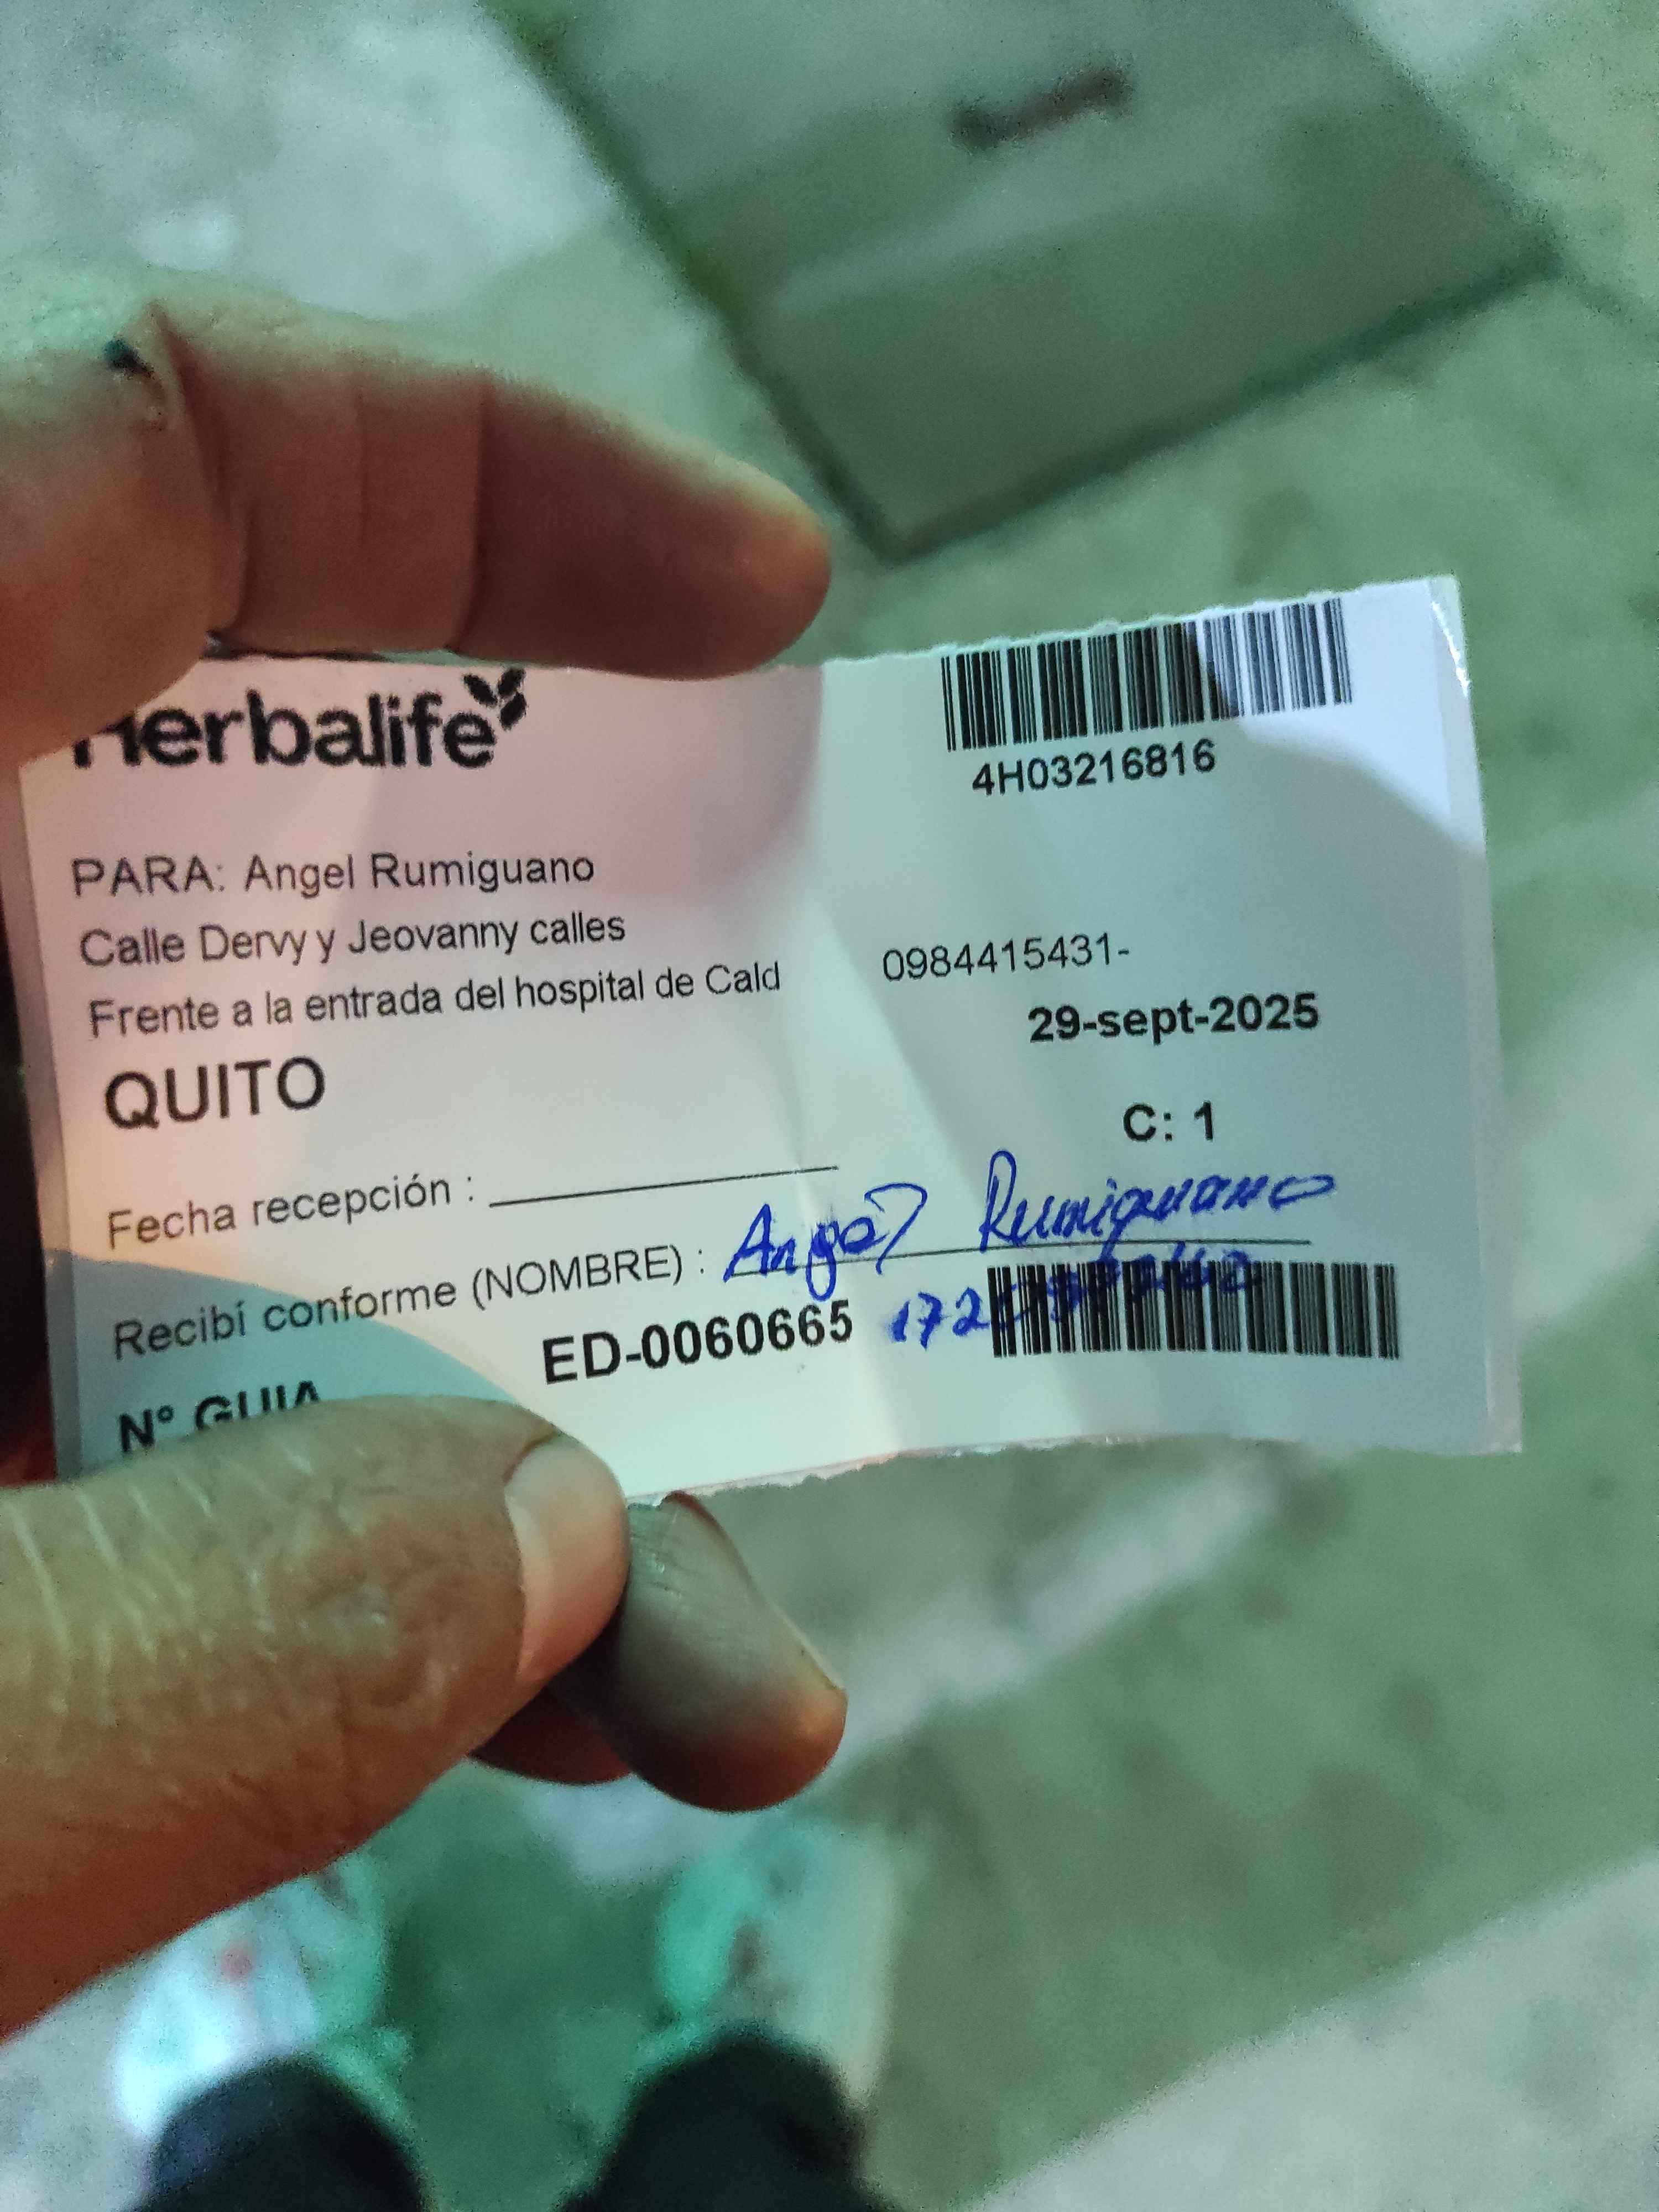 Herbalife
4H03216816
PARA: Angel Rumiguano
Calle Dervy y Jeovanny calles
0984415431-
Frente a la entrada del hospital de Cald
29-sept-2025
QUITO
C: 1
Fecha recepción :
Recibí conforme (NOMBRE) : Angel Rumiguano
ED-0060665
N° GUIA